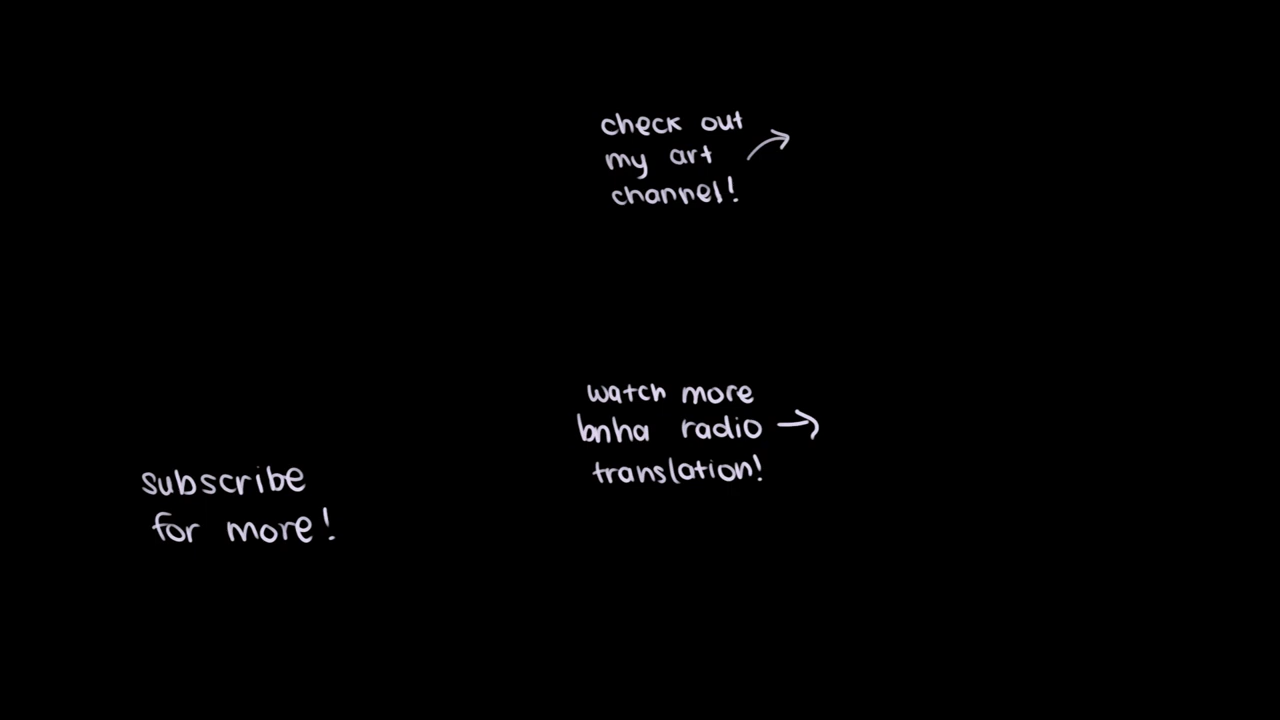 check out
my art
channel!
watch more
bnha radio
translation!
subscribe
for more!